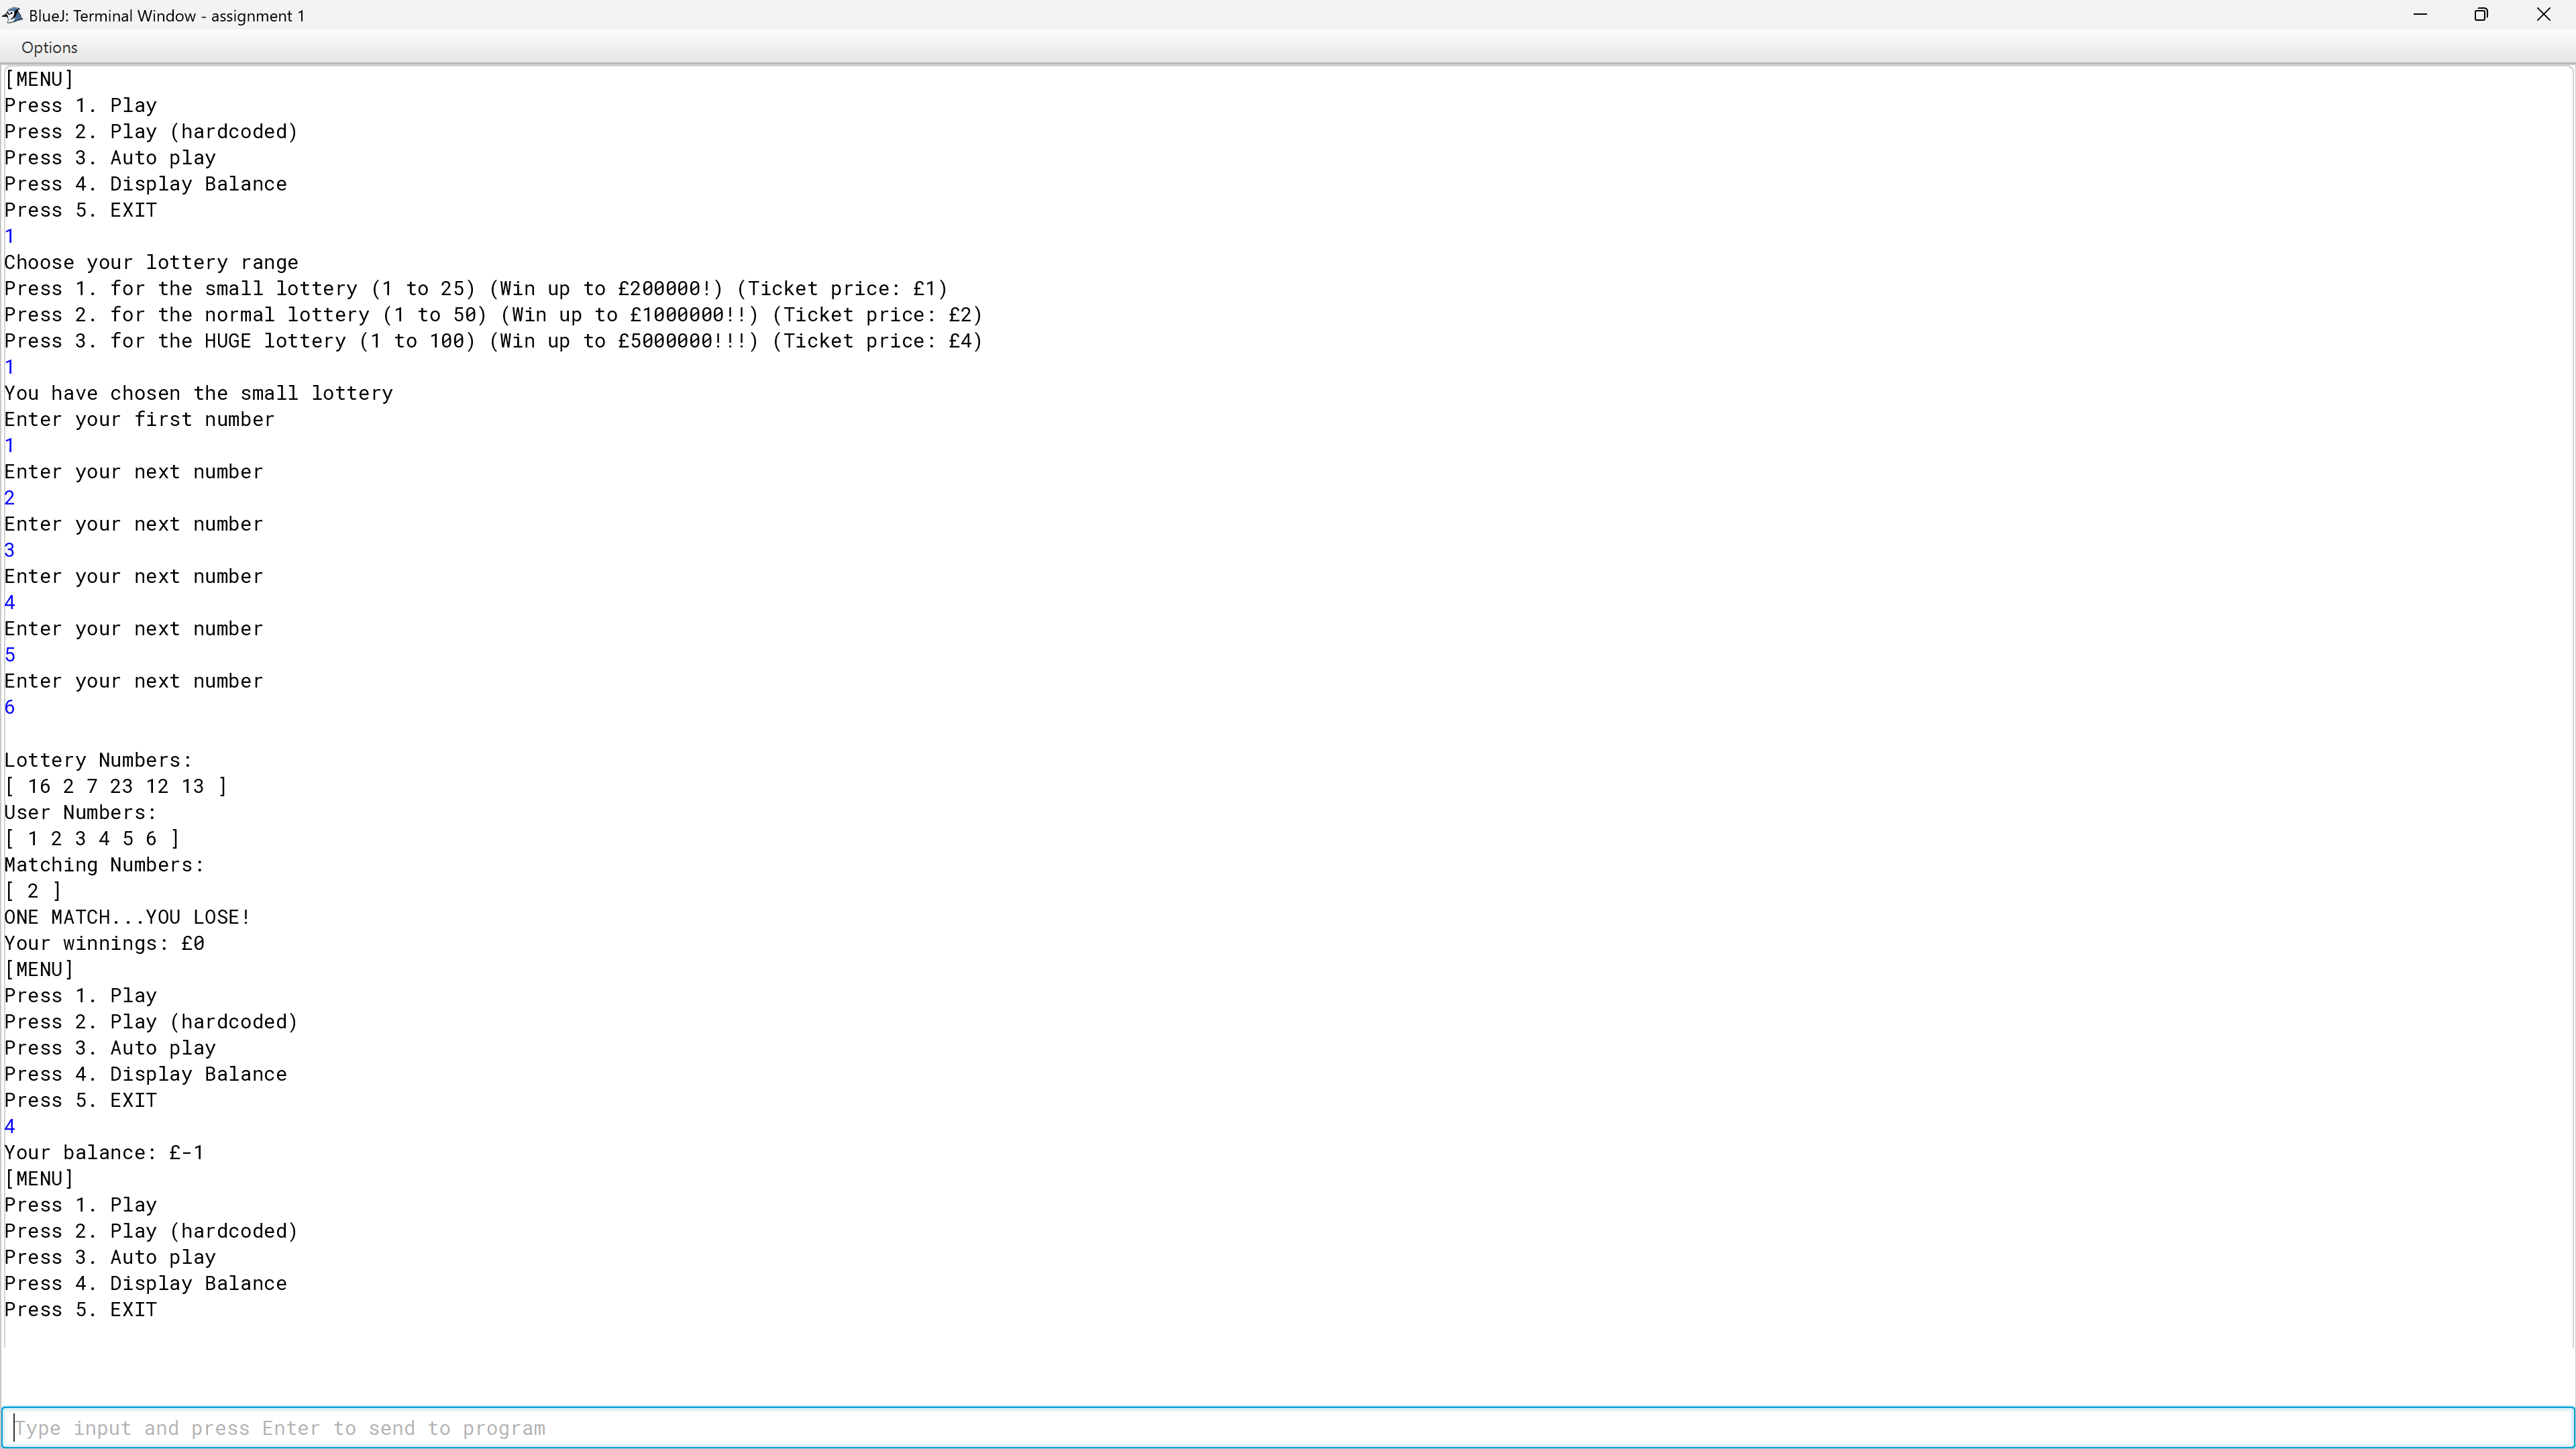 BlueJ: Terminal Window - assignment 1
Options
[MENU]
Press 1. Play
Press 2. Play (hardcoded)
Press 3. Auto play
Press 4. Display Balance
Press 5. EXIT
1
Choose your lottery range
Press 1. for the small lottery (1 to 25) (Win up to £200000!) (Ticket price: £1)
Press 2. for the normal lottery (1 to 50) (Win up to £1000000!!) (Ticket price: £2)
Press 3. for the HUGE lottery (1 to 100) (Win up to £5000000!!!) (Ticket price: £4)
1
You have chosen the small lottery
Enter your first number
1
Enter your next number
2
Enter your next number
3
Enter your next number
4
Enter your next number
5
Enter your next number
6
Lottery Numbers:
[ 16 2 7 23 12 13 ]
User Numbers:
[ 1 2 3 4 5 6 ]
Matching Numbers:
[ 2 ]
ONE MATCH...YOU LOSE!
Your winnings: £0
[MENU]
Press 1. Play
Press 2. Play (hardcoded)
Press 3. Auto play
Press 4. Display Balance
Press 5. EXIT
4
Your balance: £-1
[MENU]
Press 1. Play
Press 2. Play (hardcoded)
Press 3. Auto play
Press 4. Display Balance
Press 5. EXIT
Type input and press Enter to send to program